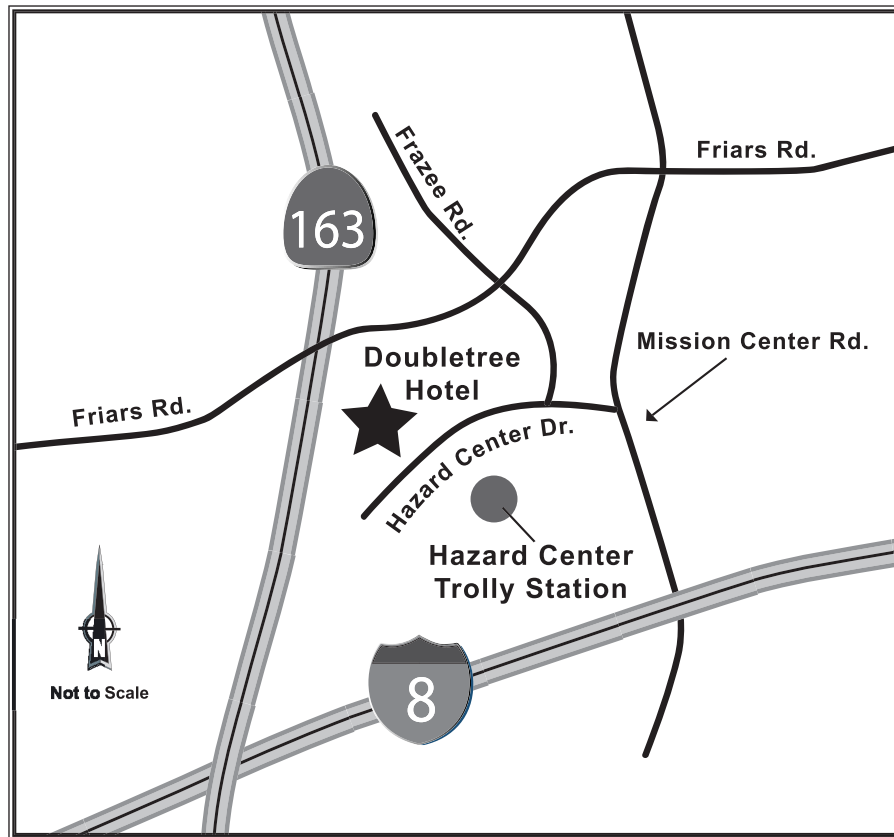 Friars Rd.
Frazee Rd.
163
Mission Center Rd.
Doubletree
Hotel
Friars Rd.
Hazard Center Dr.
Hazard Center
Trolly Station
N
Not to Scale
8